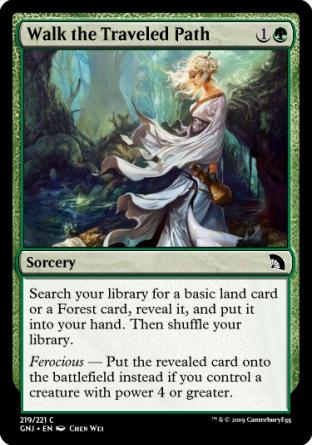 Walk the Traveled Path 1
Sorcery
Search your library for a basic land card
or a Forest card, reveal it, and put it
into your hand. Then shuffle your
library.
Ferocious — Put the revealed card onto
the battlefield instead if you control a
creature with power 4 or greater.
219/221 C
GNJ • EN Chen Wei
™ & © 2019 CanterburyEgg